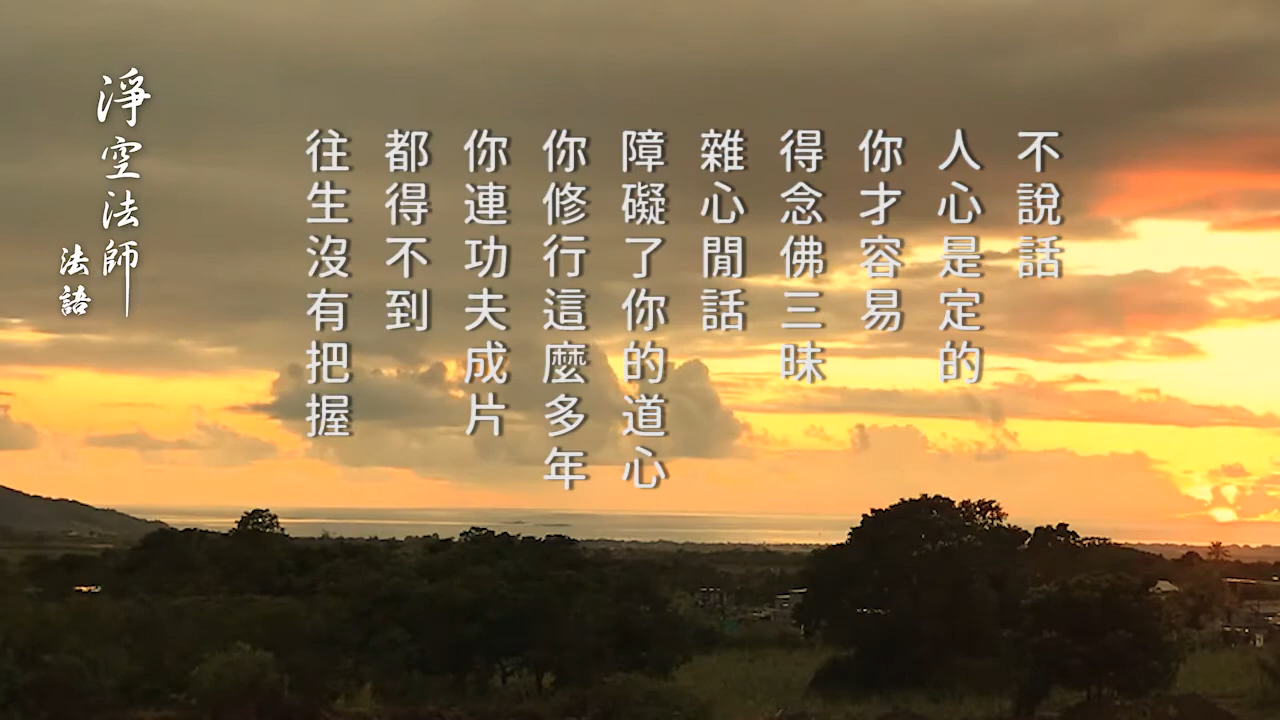 不說話
人心是定的
你才容易
得念佛三昧
雜心閒話
障礙了你的道心
你修行這麼多年
你連功夫成片
都得不到
往生沒有把握
淨空法師
法語